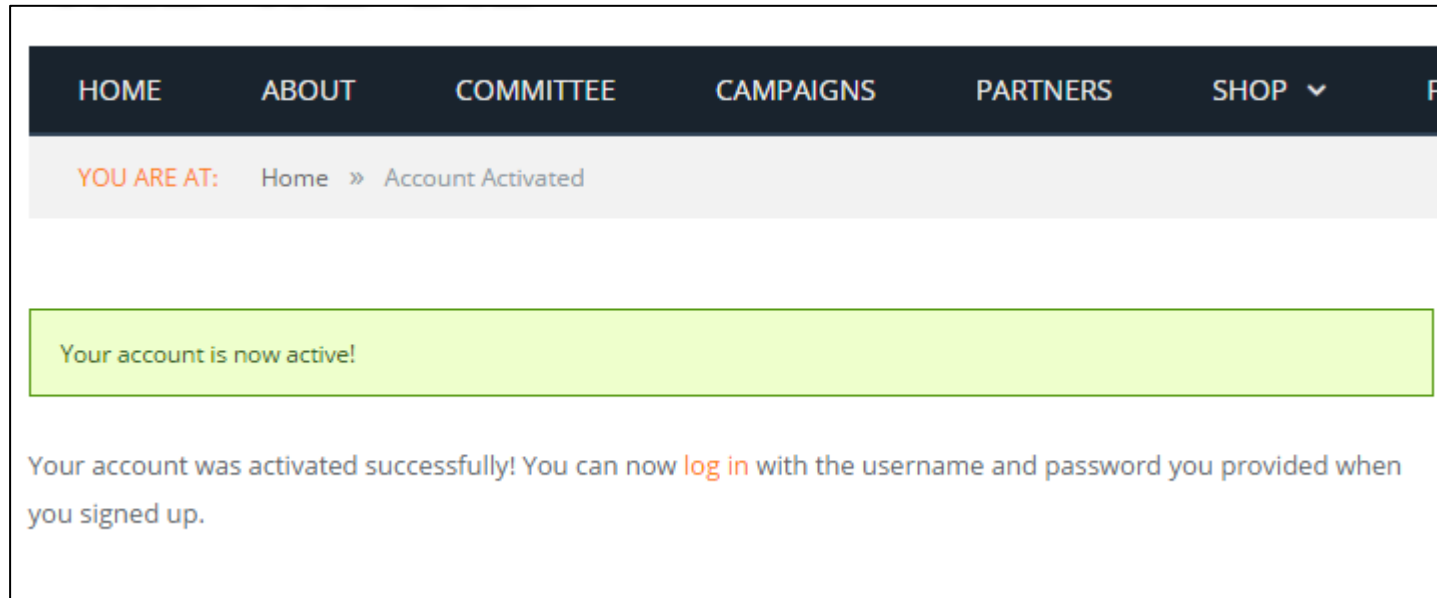 HOME ABOUT COMMITTEE CAMPAIGNS PARTNERS SHOP
YOU ARE AT: Home » Account Activated
Your account is now active!
Your account was activated successfully! You can now log in with the username and password you provided when
you signed up.